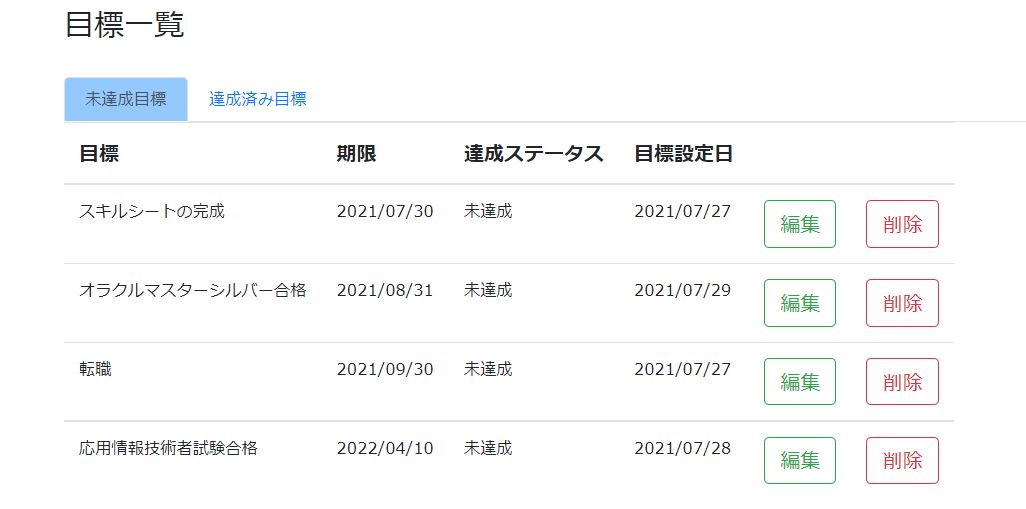 目標一覧
未達成目標 達成済み目標
目標 期限 達成ステータス 目標設定日
スキルシートの完成 2021/07/30 未達成 2021/07/27 編集 削除
オラクルマスターシルバー合格 2021/08/31 未達成 2021/07/29 編集 削除
転職 2021/09/30 未達成 2021/07/27 編集 削除
応用情報技術者試験合格 2022/04/10 未達成 2021/07/28 編集 削除